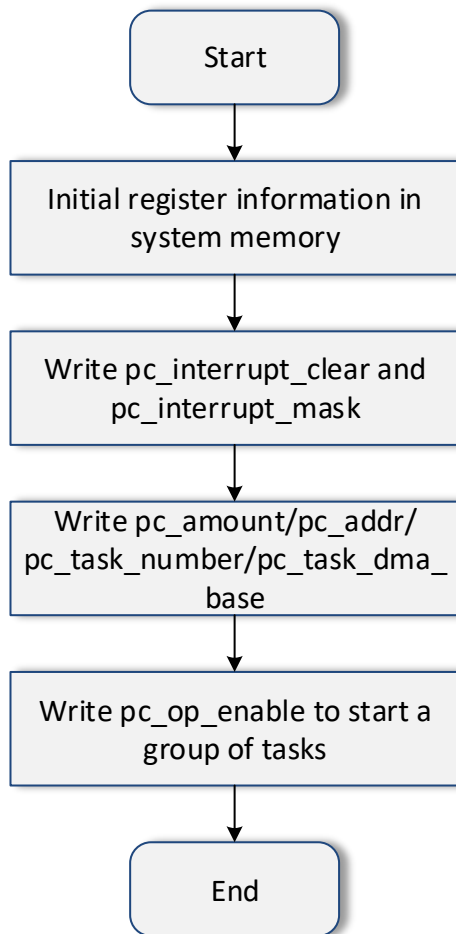 Start
Initial register information in
system memory
Write pc_interrupt_clear and
pc_interrupt_mask
Write pc_amount/pc_addr/
pc_task_number/pc_task_dma_
base
Write pc_op_enable to start a
group of tasks
End